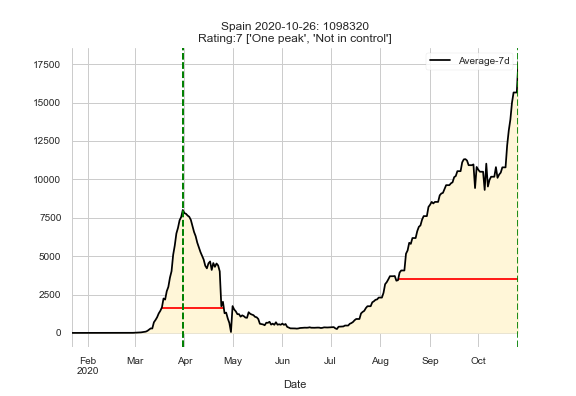 Spain 2020-10-26: 1098320
Rating:7 ['One peak', 'Not in control']
Average-7d
17500
15000
12500
10000
7500
5000
2500
0
Feb Mar Apr May Jun Jul Aug Sep Oct
2020
Date